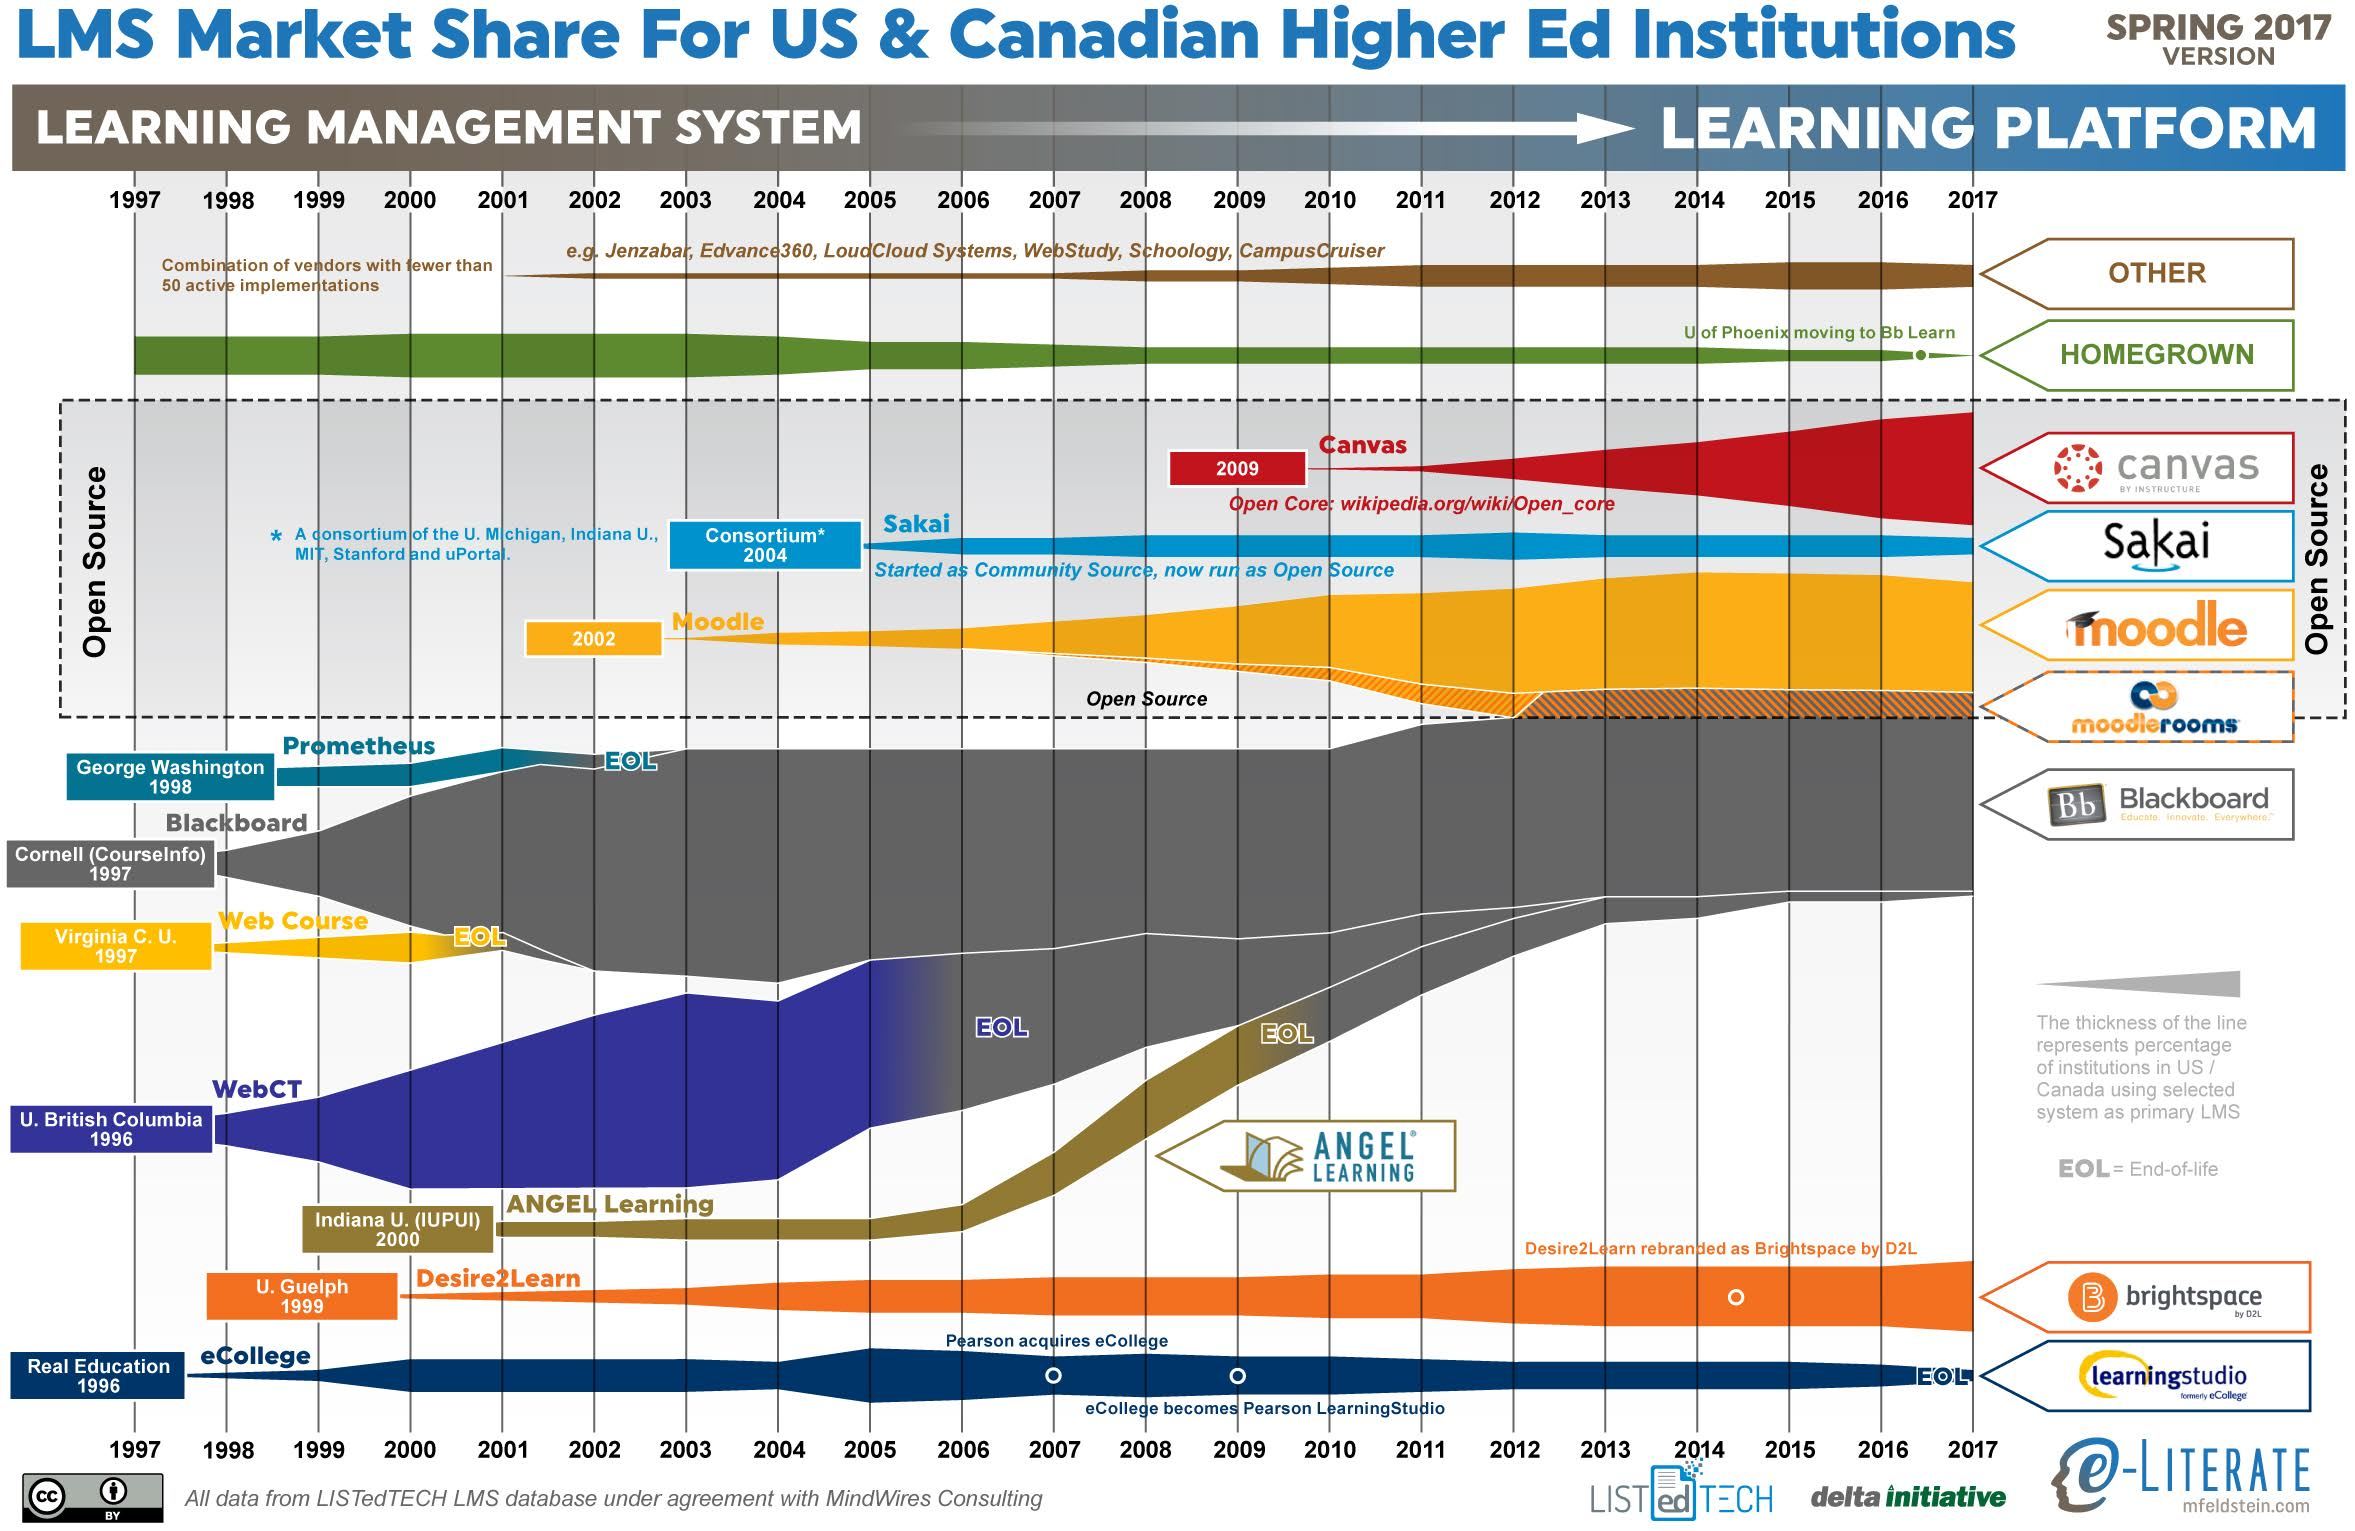 LMS Market Share For US & Canadian Higher Ed Institutions
SPRING 2017
VERSION
LEARNING MANAGEMENT SYSTEM
LEARNING PLATFORM
1997 1998 1999 2000 2001 2002 2003 2004 2005 2006 2007 2008 2009 2010 2011 2012 2013 2014 2015 2016 2017
e.g. Jenzabar, Edvance360, LoudCloud Systems, WebStudy, Schoology, CampusCruiser
Combination of vendors with fewer than
50 active implementations
OTHER
U of Phoenix moving to Bb Learn
HOMEGROWN
Open Source
Canvas
2009
Open Core: wikipedia.org/wiki/Open_core
canvas
BY INSTRUCTURE
Open Source
* A consortium of the U. Michigan, Indiana U.,
MIT, Stanford and uPortal.
Consortium*
2004
Sakai
Started as Community Source, now run as Open Source
Sakai
2002
Moodle
moodle
Open Source
moodlerooms
Prometheus
George Washington
1998
EOL
Blackboard
Cornell (CourseInfo)
1997
Bb
Blackboard
Educate. Innovate. Everywhere.™
Web Course
Virginia C. U.
1997
EOL
WebCT
U. British Columbia
1996
EOL
EOL
The thickness of the line
represents percentage
of institutions in US /
Canada using selected
system as primary LMS
EOL = End-of-life
ANGEL®
LEARNING
ANGEL Learning
Indiana U. (IUPUI)
2000
Desire2Learn
U. Guelph
1999
Desire2Learn rebranded as Brightspace by D2L
B
brightspace
by D2L
eCollege
Real Education
1996
Pearson acquires eCollege
eCollege becomes Pearson LearningStudio
EOL
learningstudio
formerly eCollege
1997 1998 1999 2000 2001 2002 2003 2004 2005 2006 2007 2008 2009 2010 2011 2012 2013 2014 2015 2016 2017
cc
BY
All data from LISTedTECH LMS database under agreement with MindWires Consulting
LISTedTECH
delta initiative
e-LITERATE
mfeldstein.com